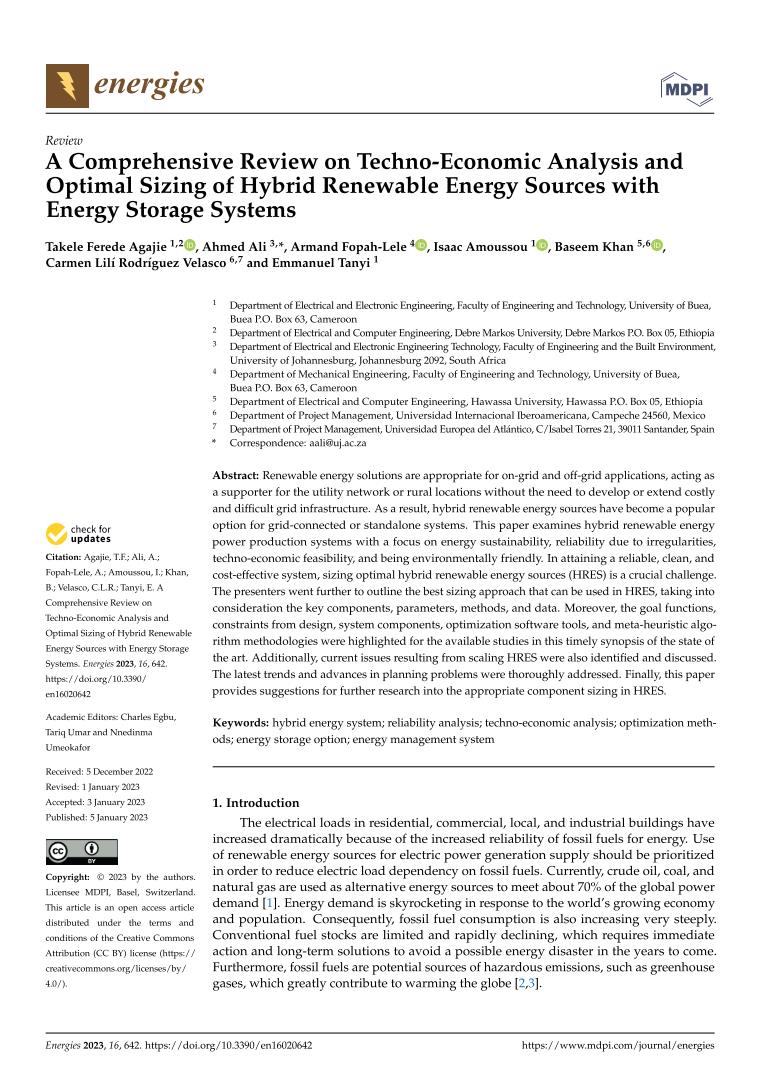 energies
MDPI
Review
A Comprehensive Review on Techno-Economic Analysis and
Optimal Sizing of Hybrid Renewable Energy Sources with
Energy Storage Systems
Takele Ferede Agajie 1,2, Ahmed Ali 3,*, Armand Fopah-Lele 4, Isaac Amoussou 1, Baseem Khan 5,6,
Carmen Lilí Rodríguez Velasco 6,7 and Emmanuel Tanyi 1
1 Department of Electrical and Electronic Engineering, Faculty of Engineering and Technology, University of Buea,
Buea P.O. Box 63, Cameroon
2 Department of Electrical and Computer Engineering, Debre Markos University, Debre Markos P.O. Box 05, Ethiopia
3 Department of Electrical and Electronic Engineering Technology, Faculty of Engineering and the Built Environment,
University of Johannesburg, Johannesburg 2092, South Africa
4 Department of Mechanical Engineering, Faculty of Engineering and Technology, University of Buea,
Buea P.O. Box 63, Cameroon
5 Department of Electrical and Computer Engineering, Hawassa University, Hawassa P.O. Box 05, Ethiopia
6 Department of Project Management, Universidad Internacional Iberoamericana, Campeche 24560, Mexico
7 Department of Project Management, Universidad Europea del Atlántico, C/Isabel Torres 21, 39011 Santander, Spain
* Correspondence: aali@uj.ac.za
Abstract: Renewable energy solutions are appropriate for on-grid and off-grid applications, acting as
a supporter for the utility network or rural locations without the need to develop or extend costly
and difficult grid infrastructure. As a result, hybrid renewable energy sources have become a popular
option for grid-connected or standalone systems. This paper examines hybrid renewable energy
power production systems with a focus on energy sustainability, reliability due to irregularities,
techno-economic feasibility, and being environmentally friendly. In attaining a reliable, clean, and
cost-effective system, sizing optimal hybrid renewable energy sources (HRES) is a crucial challenge.
The presenters went further to outline the best sizing approach that can be used in HRES, taking into
consideration the key components, parameters, methods, and data. Moreover, the goal functions,
constraints from design, system components, optimization software tools, and meta-heuristic algo-
rithm methodologies were highlighted for the available studies in this timely synopsis of the state of
the art. Additionally, current issues resulting from scaling HRES were also identified and discussed.
The latest trends and advances in planning problems were thoroughly addressed. Finally, this paper
provides suggestions for further research into the appropriate component sizing in HRES.
Keywords: hybrid energy system; reliability analysis; techno-economic analysis; optimization meth-
ods; energy storage option; energy management system
check for
updates
Citation: Agajie, T.F.; Ali, A.;
Fopah-Lele, A.; Amoussou, I.; Khan,
B.; Velasco, C.L.R.; Tanyi, E. A
Comprehensive Review on
Techno-Economic Analysis and
Optimal Sizing of Hybrid Renewable
Energy Sources with Energy Storage
Systems. Energies 2023, 16, 642.
https://doi.org/10.3390/
en16020642
Academic Editors: Charles Egbu,
Tariq Umar and Nnedinma
Umeokafor
Received: 5 December 2022
Revised: 1 January 2023
Accepted: 3 January 2023
Published: 5 January 2023
CC BY
Copyright: © 2023 by the authors.
Licensee MDPI, Basel, Switzerland.
This article is an open access article
distributed under the terms and
conditions of the Creative Commons
Attribution (CC BY) license (https://
creativecommons.org/licenses/by/
4.0/).
1. Introduction
The electrical loads in residential, commercial, local, and industrial buildings have
increased dramatically because of the increased reliability of fossil fuels for energy. Use
of renewable energy sources for electric power generation supply should be prioritized
in order to reduce electric load dependency on fossil fuels. Currently, crude oil, coal, and
natural gas are used as alternative energy sources to meet about 70% of the global power
demand [1]. Energy demand is skyrocketing in response to the world's growing economy
and population. Consequently, fossil fuel consumption is also increasing very steeply.
Conventional fuel stocks are limited and rapidly declining, which requires immediate
action and long-term solutions to avoid a possible energy disaster in the years to come.
Furthermore, fossil fuels are potential sources of hazardous emissions, such as greenhouse
gases, which greatly contribute to warming the globe [2,3].
Energies 2023, 16, 642. https://doi.org/10.3390/en16020642
https://www.mdpi.com/journal/energies